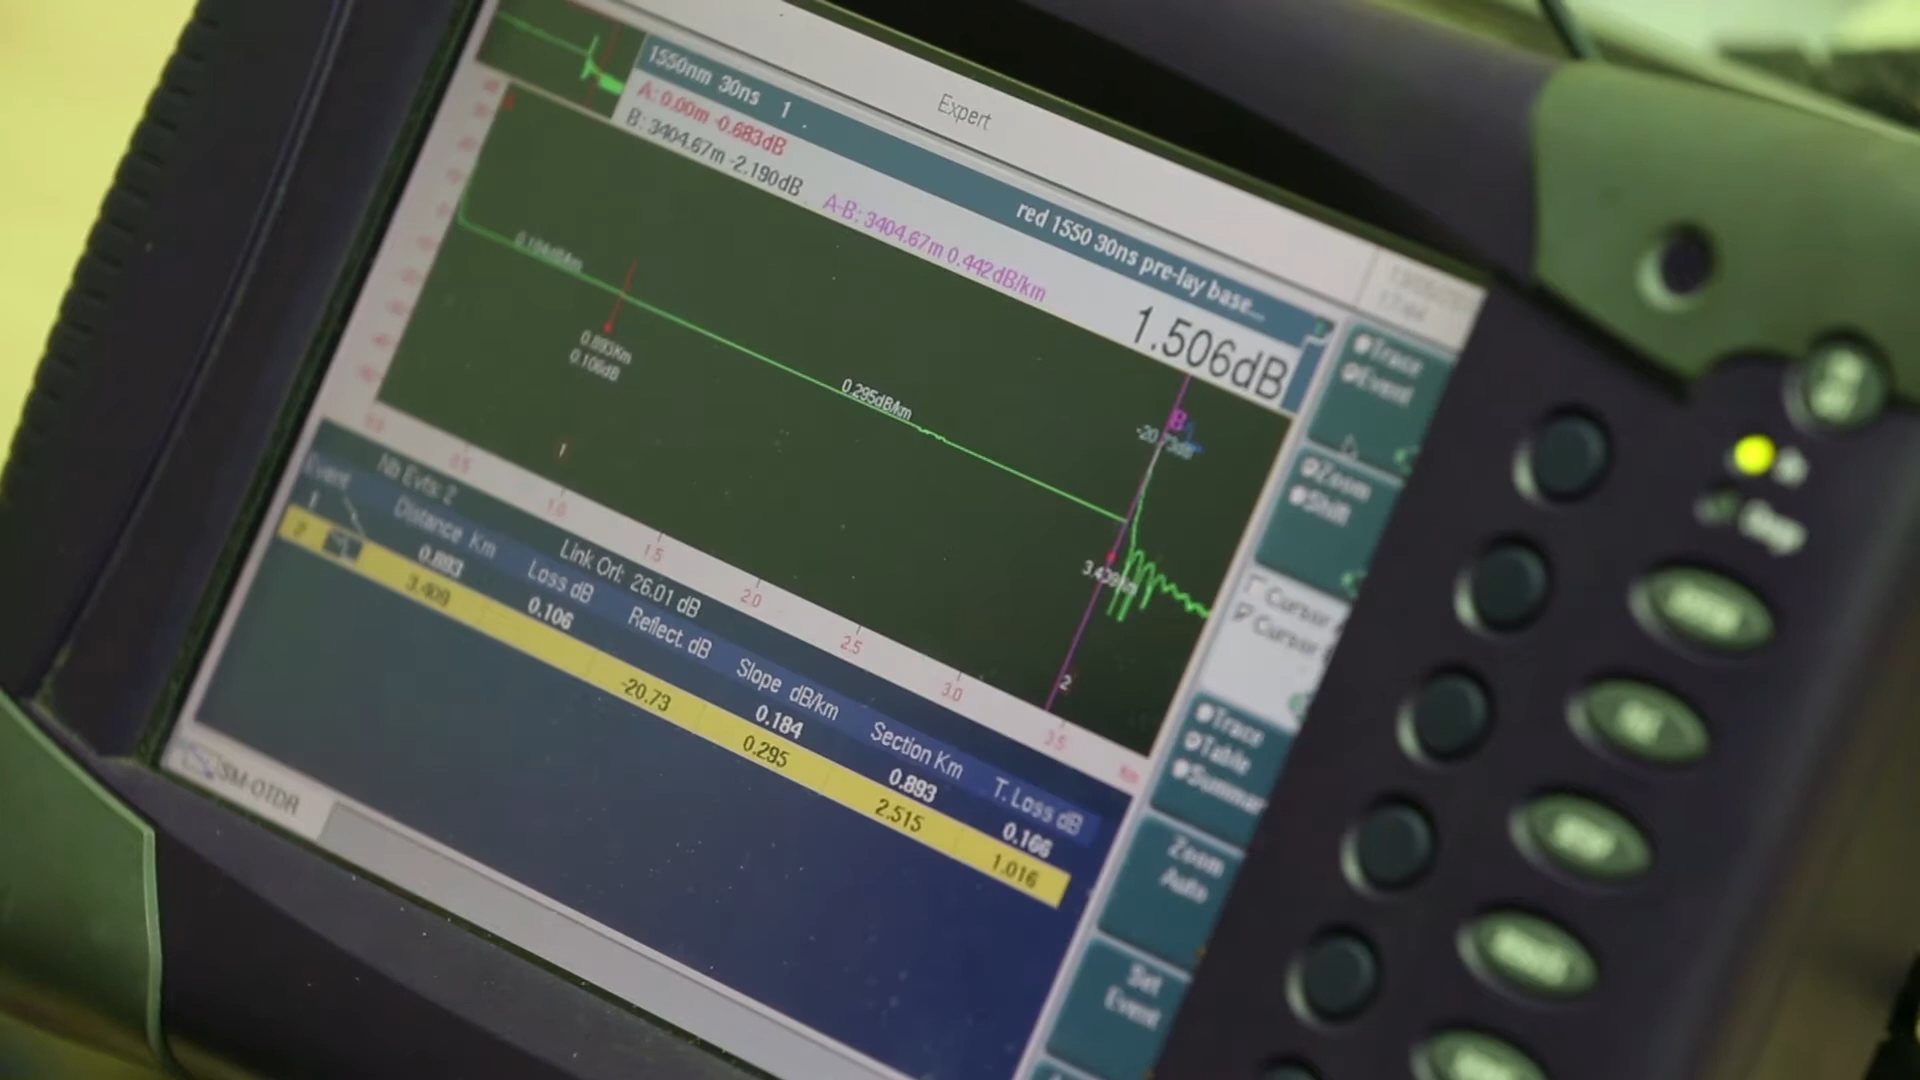 Expert
1550nm 30ns 1
red 1550 30ns pre-lay base...
A: 0.00m -0.683dB
B: 3404.67m -2.190dB
A-B: 3404.67m 0.442dB/km
1.506dB
0.184dB/km
0.893Km
0.106dB
0.295dB/km
B
1
2
0.5
1.0
1.5
2.0
2.5
3.0
3.5
Km
Nb Evts: 2
Link Orl: 26.01 dB
Event Distance Km Loss dB Reflect. dB Slope dB/km Section Km T. Loss dB
1 0.893 0.106 0.184 0.893 0.166
2 3.409 -20.73 0.295 2.515 1.016
SM-OTDR
Trace
Event
Zoom
Shift
Cursor
Cursor
Trace
Table
Zoom
Auto
Set
Event